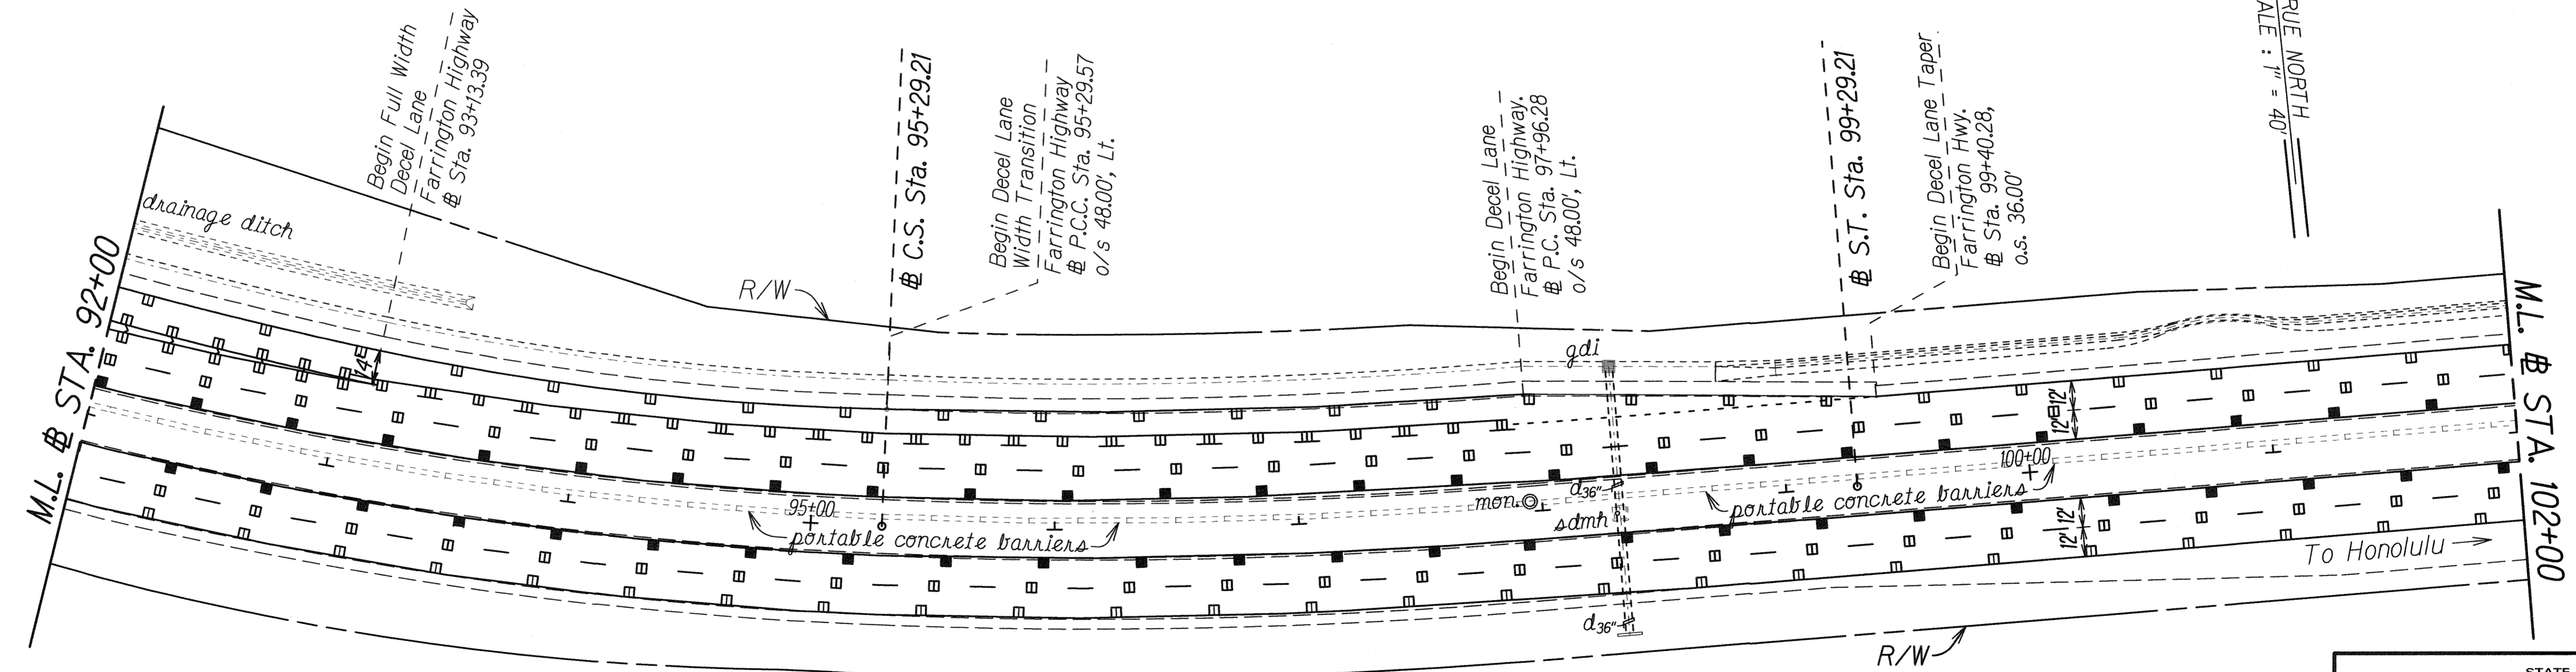 RUE NORTH
ALE : 1" = 40'
Begin Full Width
Decel Lane
Farrington Highway
℄ Sta. 93+13.39
℄ C.S. Sta. 95+29.21
Begin Decel Lane
Width Transition
Farrington Highway
℄ P.C.C. Sta. 95+29.57
o/s 48.00', Lt.
Begin Decel Lane
Farrington Highway.
℄ P.C. Sta. 97+96.28
o/s 48.00', Lt.
℄ S.T. Sta. 99+29.21
Begin Decel Lane Taper
Farrington Hwy.
℄ Sta. 99+40.28,
o.s. 36.00'
drainage ditch
M.L. ℄ STA. 92+00
R/W
gdi
14'
12' 12'
100+00
95+00
mon.
d36"
sdmh
portable concrete barriers
portable concrete barriers
12' 12'
To Honolulu
d36"
R/W
M.L. ℄ STA. 102+00
STATE